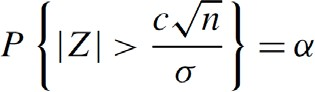 P { |Z| > c√n / σ } = α